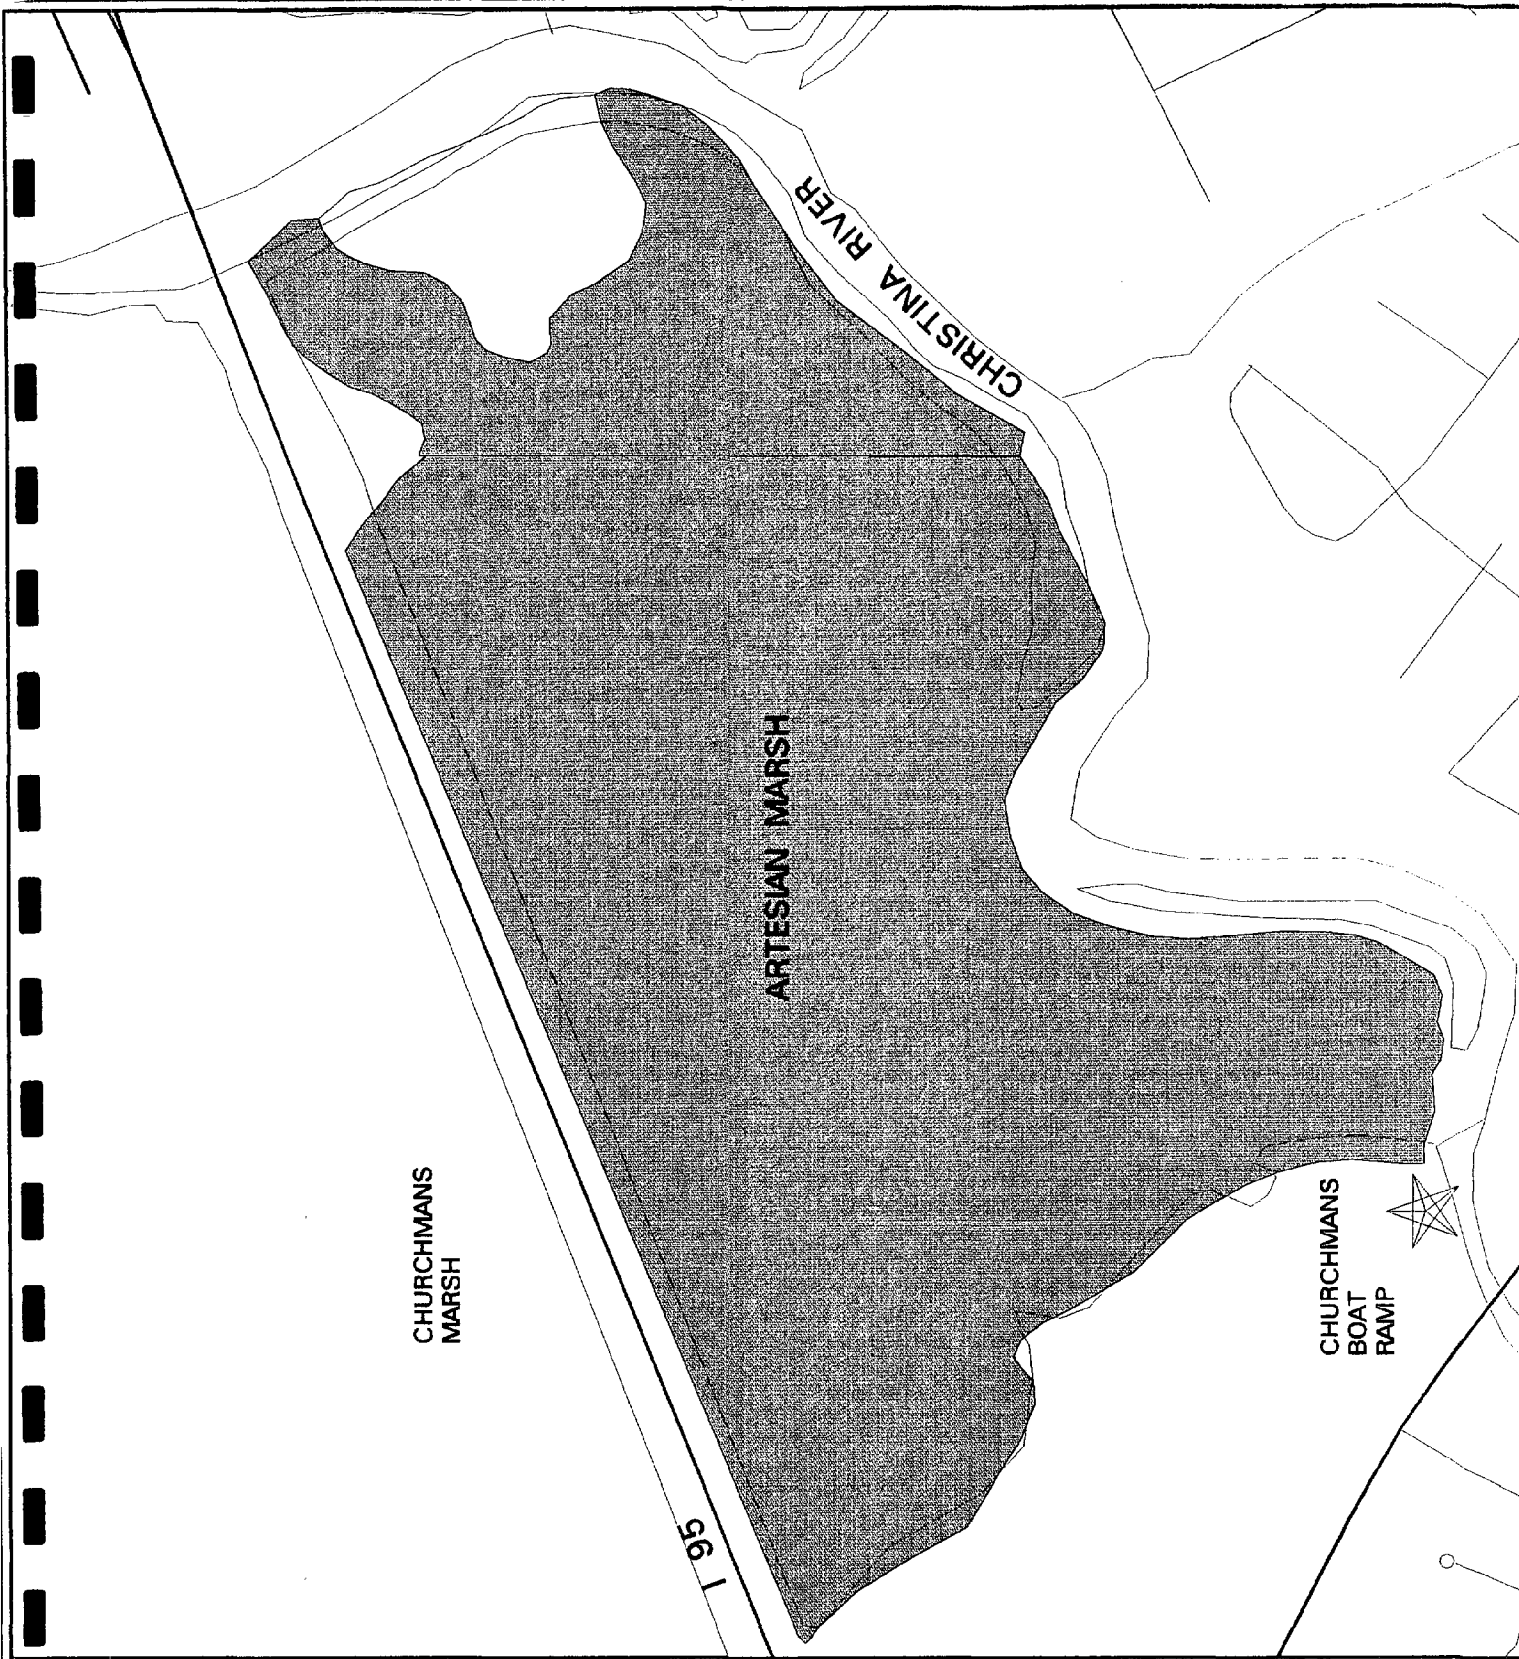 CHURCHMANS
MARSH
I 95
ARTESIAN MARSH
CHRISTINA RIVER
CHURCHMANS
BOAT
RAMP